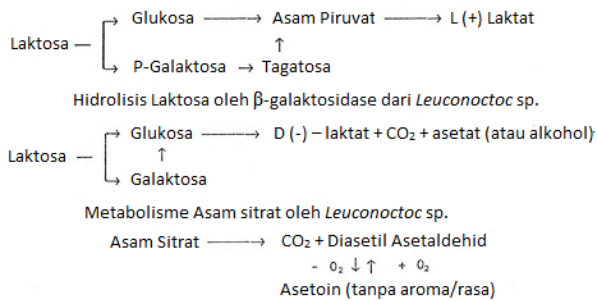 Glukosa → Asam Piruvat → L (+) Laktat
Laktosa
↑
P-Galaktosa → Tagatosa
Hidrolisis Laktosa oleh β-galaktosidase dari Leuconoctoc sp.
Glukosa → D (-) – laktat + CO₂ + asetat (atau alkohol)
Laktosa
↑
Galaktosa
Metabolisme Asam sitrat oleh Leuconoctoc sp.
Asam Sitrat → CO₂ + Diasetil Asetaldehid
- O₂ ↓↑ + O₂
Asetoin (tanpa aroma/rasa)